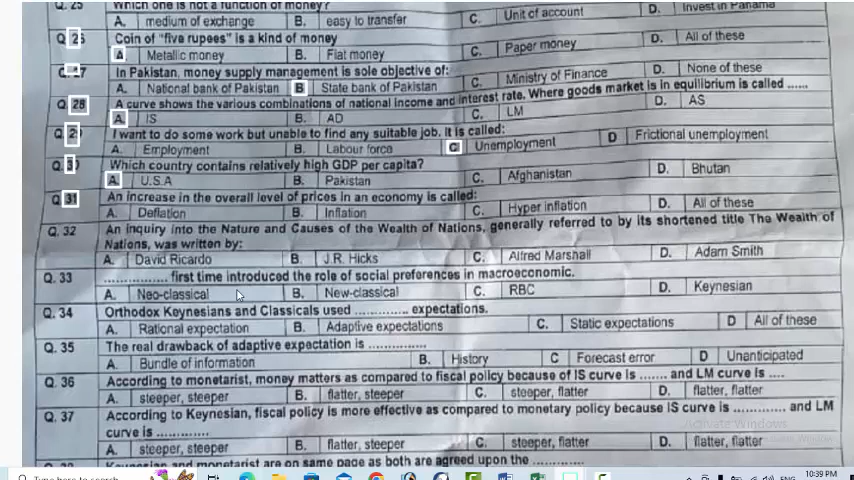 Q. 25 Which one is not a function of money?
A. medium of exchange B. easy to transfer C. Unit of account D. Invest in Panama
Q. 26 Coin of "five rupees" is a kind of money
A Metallic money B. Fiat money C. Paper money D. All of these
In Pakistan, money supply management is sole objective of:
A. National bank of Pakistan B State bank of Pakistan C. Ministry of Finance D. None of these
Q. 28 A curve shows the various combinations of national income and interest rate. Where goods market is in equilibrium is called ......
A. IS B. AD C. LM D. AS
I want to do some work but unable to find any suitable job. It is called:
A. Employment B. Labour force C Unemployment D Frictional unemployment
Which country contains relatively high GDP per capita?
A. U.S.A B. Pakistan C. Afghanistan D. Bhutan
Q. 31 An increase in the overall level of prices in an economy is called:
A. Deflation B. Inflation C. Hyper inflation D. All of these
Q. 32 An inquiry into the Nature and Causes of the Wealth of Nations, generally referred to by its shortened title The Wealth of
Nations, was written by:
A. David Ricardo B. J.R. Hicks C. Alfred Marshall D. Adam Smith
Q. 33 ................ first time introduced the role of social preferences in macroeconomic.
A. Neo-classical B. New-classical C. RBC D. Keynesian
Q. 34 Orthodox Keynesians and Classicals used ............. expectations.
A. Rational expectation B. Adaptive expectations C. Static expectations D All of these
Q. 35 The real drawback of adaptive expectation is ..............
A. Bundle of information B. History C Forecast error D Unanticipated
Q. 36 According to monetarist, money matters as compared to fiscal policy because of IS curve is ....... and LM curve is ....
A. steeper, steeper B. flatter, steeper C. steeper, flatter D. flatter, flatter
Q. 37 According to Keynesian, fiscal policy is more effective as compared to monetary policy because IS curve is ............. and LM
curve is .............
A. steeper, steeper B. flatter, steeper C. steeper, flatter D. flatter, flatter
Keynesian and monetarist are on same page as both are agreed upon the ....................
Activate Windows
Type here to search
ENG
10:39 PM